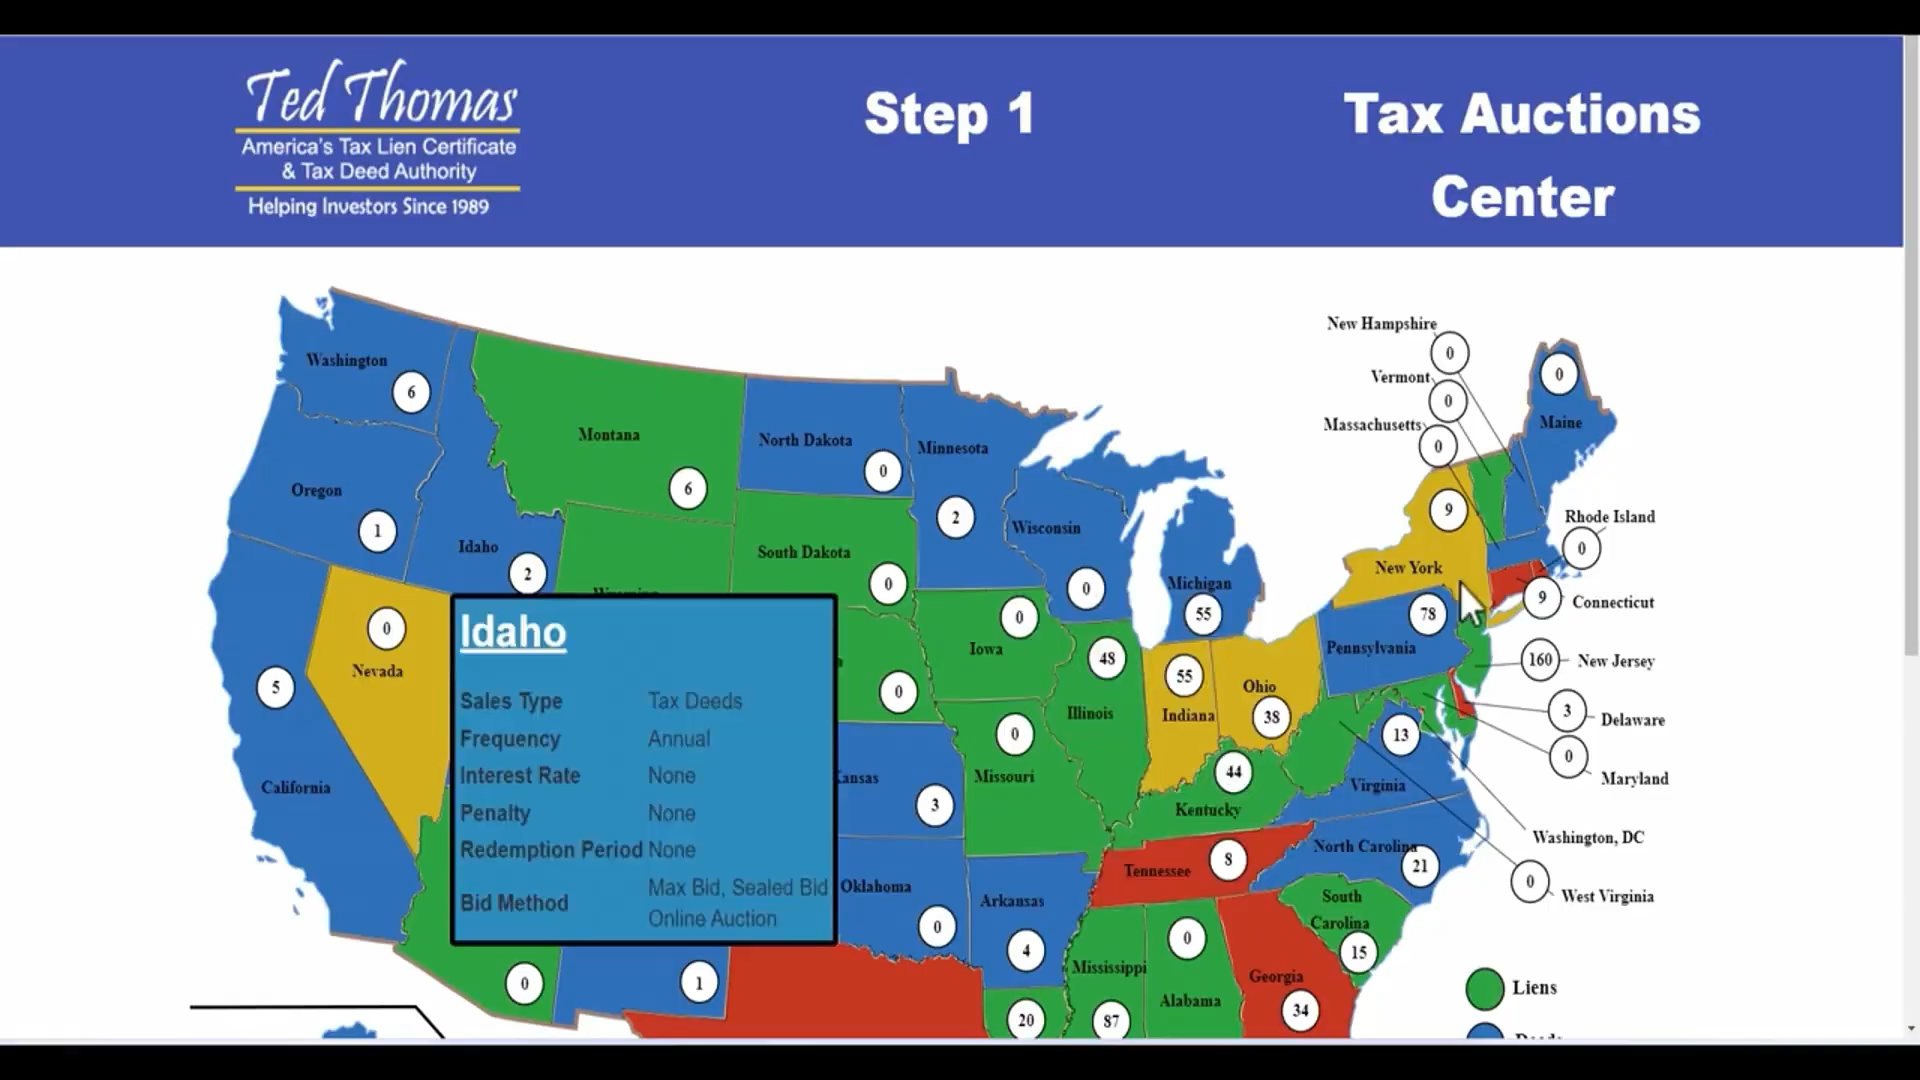 Ted Thomas
America's Tax Lien Certificate
& Tax Deed Authority
Helping Investors Since 1989
Step 1
Tax Auctions
Center
New Hampshire
0
Vermont
0
Massachusetts
0
0
Maine
Washington
6
Montana
6
North Dakota
0
Minnesota
2
Wisconsin
0
Michigan
55
9
New York
Rhode Island
0
9
Connecticut
Oregon
1
Idaho
2
South Dakota
0
0
Nevada
5
California
0
Iowa
0
Missouri
0
48
Illinois
55
Indiana
Ohio
38
78
Pennsylvania
160
New Jersey
3
Delaware
0
Maryland
13
Virginia
Washington, DC
0
West Virginia
44
Kentucky
Idaho
Sales Type Tax Deeds
Frequency Annual
Interest Rate None
Penalty None
Redemption Period None
Bid Method Max Bid, Sealed Bid
Online Auction
Kansas
3
Oklahoma
0
Arkansas
4
Tennessee
8
North Carolina
21
South
Carolina
15
Mississippi
87
0
Alabama
Georgia
34
0
1
20
Liens